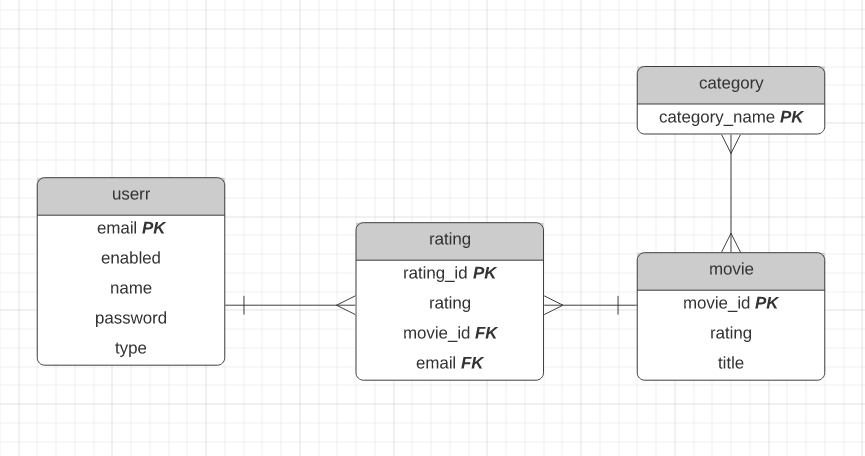 category
category_name PK
userr
email PK
enabled
name
password
type
rating
rating_id PK
rating
movie_id FK
email FK
movie
movie_id PK
rating
title